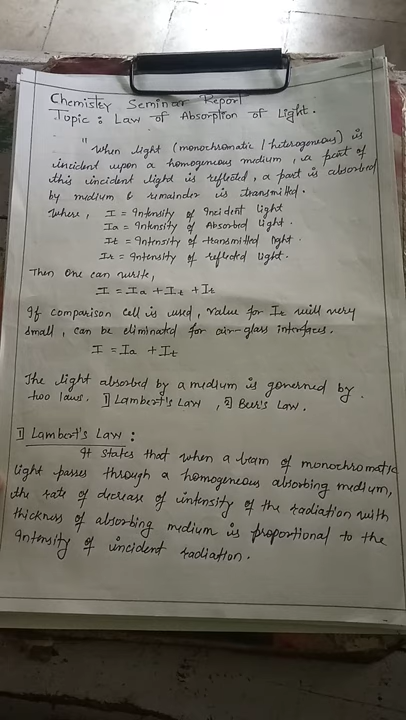 Chemistry Seminar Report
Topic : Law of Absorption of Light.
" When light (monochromatic / heterogeneous) is
incident upon a homogeneous medium, a part of
this incident light is reflected, a part is absorbed
by medium & remainder is transmitted.
Where, I = Intensity of Incident light
Ia = Intensity of Absorbed light.
It = Intensity of transmitted light.
Ir = Intensity of reflected light.
Then one can write,
I = Ia + It + It
If comparison cell is used, value for It will very
small, can be eliminated for air-glass interfaces.
I = Ia + It
The light absorbed by a medium is governed by
two laws. 1] Lambert's Law , 2] Beer's Law.
1] Lambert's Law :
It states that when a beam of monochromatic
light passes through a homogeneous absorbing medium,
the rate of decrease of intensity of the radiation with
thickness of absorbing medium is proportional to the
Intensity of incident radiation.